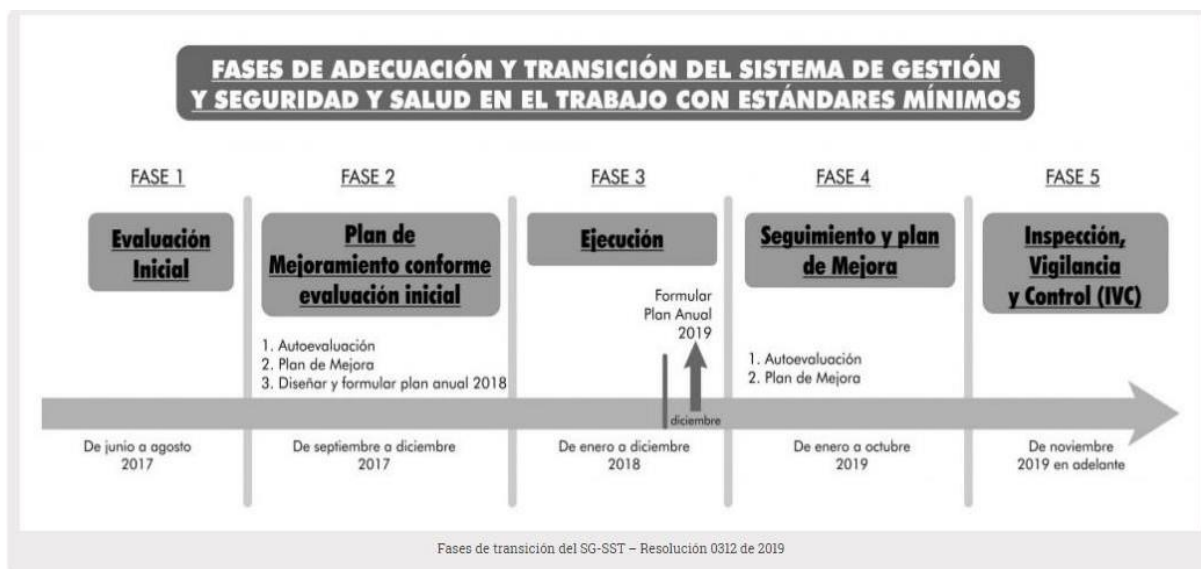 FASES DE ADECUACIÓN Y TRANSICIÓN DEL SISTEMA DE GESTIÓN
Y SEGURIDAD Y SALUD EN EL TRABAJO CON ESTÁNDARES MÍNIMOS
FASE 1
Evaluación
Inicial
De junio a agosto
2017
FASE 2
Plan de
Mejoramiento conforme
evaluación inicial
1. Autoevaluación
2. Plan de Mejora
3. Diseñar y formular plan anual 2018
De septiembre a diciembre
2017
FASE 3
Ejecución
Formular
Plan Anual
2019
diciembre
De enero a diciembre
2018
FASE 4
Seguimiento y plan
de Mejora
1. Autoevaluación
2. Plan de Mejora
De enero a octubre
2019
FASE 5
Inspección,
Vigilancia
y Control (IVC)
De noviembre
2019 en adelante
Fases de transición del SG-SST – Resolución 0312 de 2019